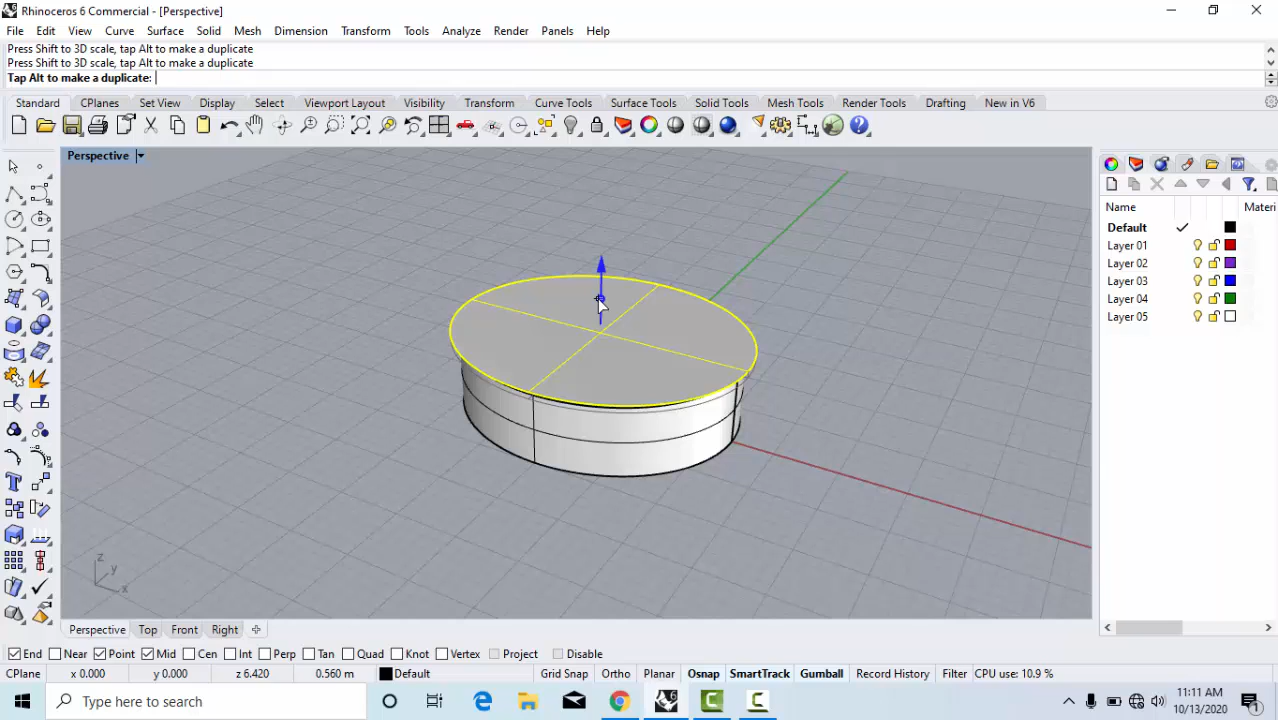 Rhinoceros 6 Commercial - [Perspective]
File Edit View Curve Surface Solid Mesh Dimension Transform Tools Analyze Render Panels Help
Press Shift to 3D scale, tap Alt to make a duplicate
Press Shift to 3D scale, tap Alt to make a duplicate
Tap Alt to make a duplicate:
Standard CPlanes Set View Display Select Viewport Layout Visibility Transform Curve Tools Surface Tools Solid Tools Mesh Tools Render Tools Drafting New in V6
Perspective
Name Materi
Default
Layer 01
Layer 02
Layer 03
Layer 04
Layer 05
z
y
x
Perspective Top Front Right
End Near Point Mid Cen Int Perp Tan Quad Knot Vertex Project Disable
CPlane x 0.000 y 0.000 z 6.420 0.560 m Default Grid Snap Ortho Planar Osnap SmartTrack Gumball Record History Filter CPU use: 10.9 %
Type here to search
11:11 AM
10/13/2020